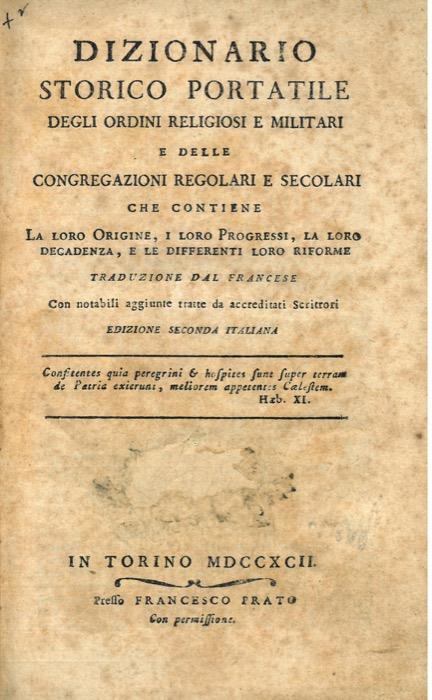 DIZIONARIO
STORICO PORTATILE
DEGLI ORDINI RELIGIOSI E MILITARI
E DELLE
CONGREGAZIONI REGOLARI E SECOLARI
CHE CONTIENE
LA LORO ORIGINE, I LORO PROGRESSI, LA LORO
DECADENZA, E LE DIFFERENTI LORO RIFORME
TRADUZIONE DAL FRANCESE
Con notabili aggiunte tratte da accreditati Scrittori
EDIZIONE SECONDA ITALIANA
Confitentes quia peregrini & hoſpites ſunt ſuper terram
de Patria exierunt, meliorem appetentes Cæleſtem.
Hæb. XI.
IN TORINO MDCCXCII.
Preſſo FRANCESCO PRATO
Con permiſſione.